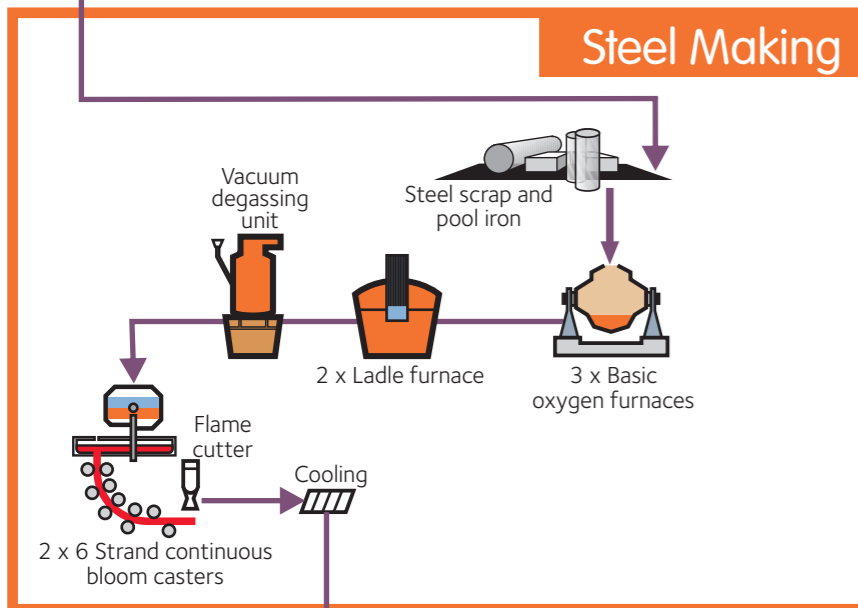 Steel Making
Steel scrap and
pool iron
Vacuum
degassing
unit
2 x Ladle furnace
3 x Basic
oxygen furnaces
Flame
cutter
Cooling
2 x 6 Strand continuous
bloom casters